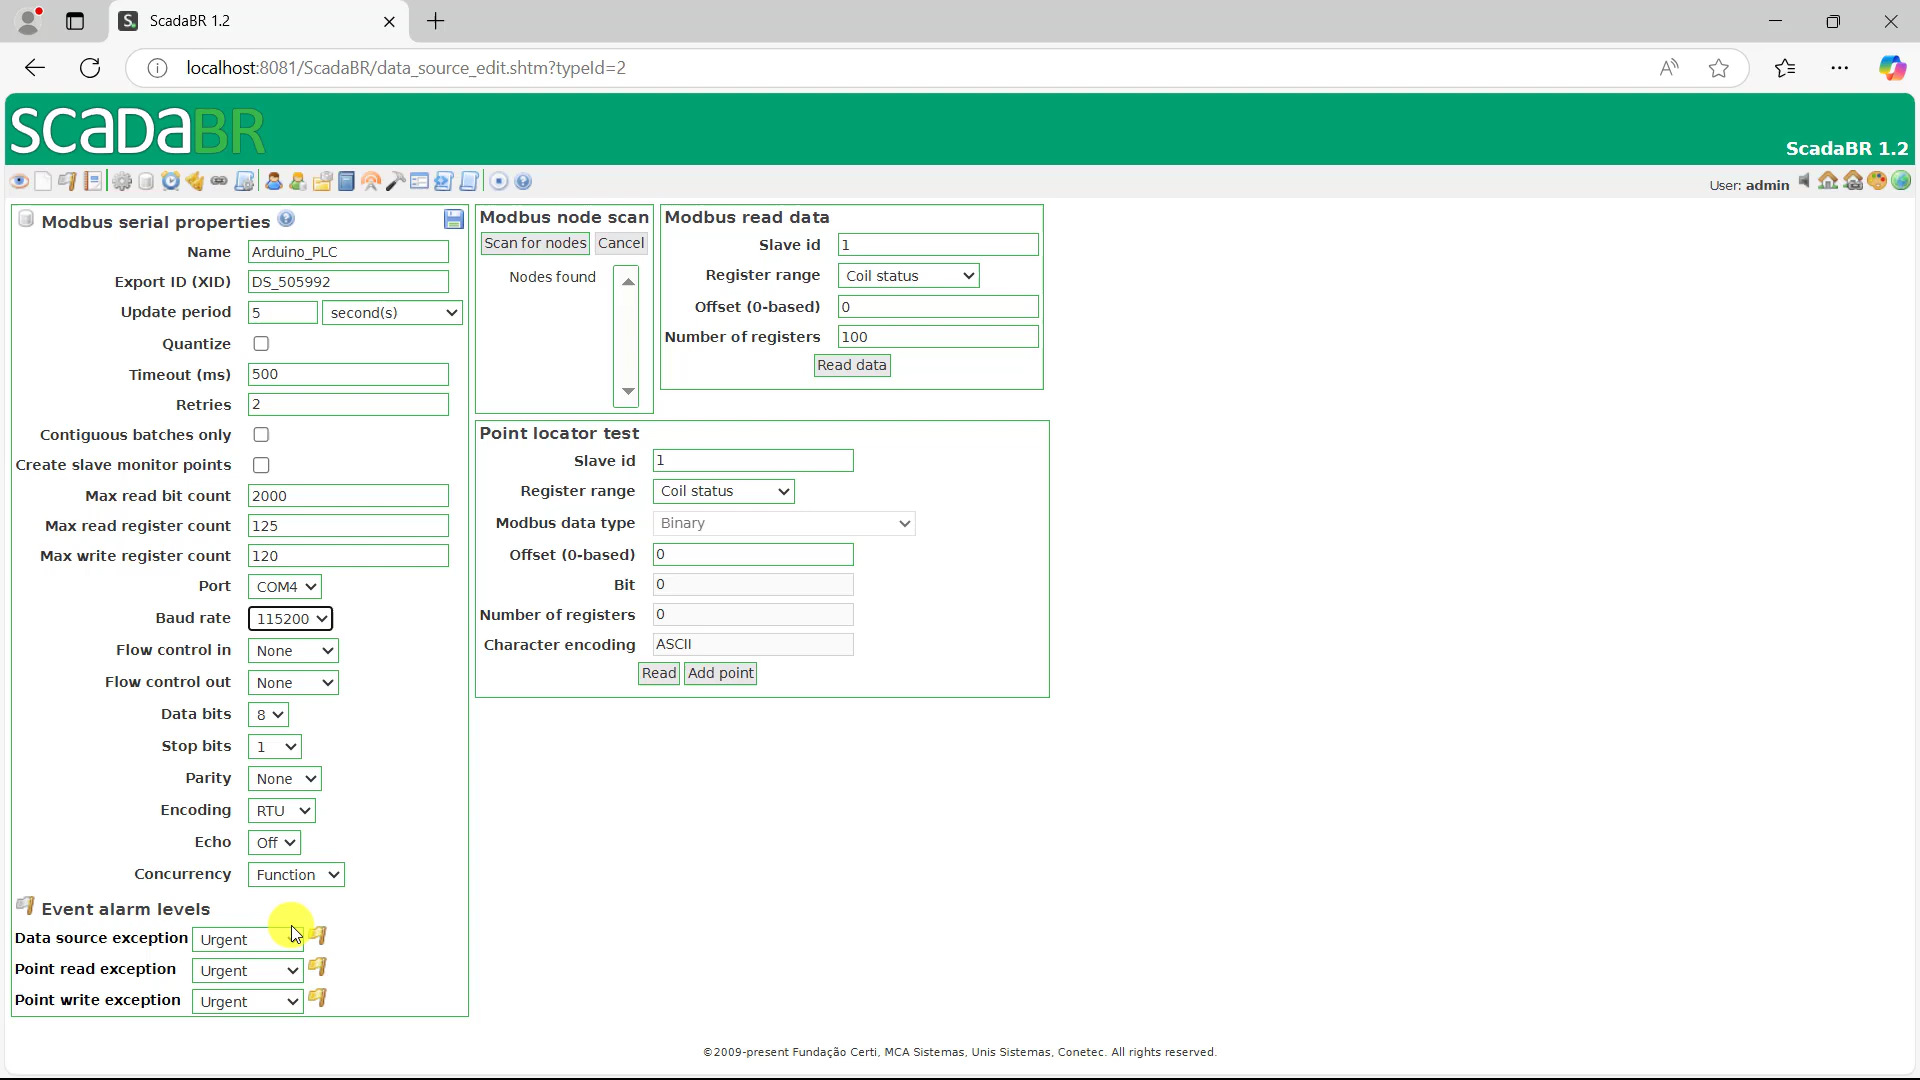 ScadaBR 1.2
localhost:8081/ScadaBR/data_source_edit.shtm?typeId=2
SCADABR
ScadaBR 1.2
User: admin
Modbus serial properties
Name Arduino_PLC
Export ID (XID) DS_505992
Update period 5 second(s)
Quantize
Timeout (ms) 500
Retries 2
Contiguous batches only
Create slave monitor points
Max read bit count 2000
Max read register count 125
Max write register count 120
Port COM4
Baud rate 115200
Flow control in None
Flow control out None
Data bits 8
Stop bits 1
Parity None
Encoding RTU
Echo Off
Concurrency Function
Event alarm levels
Data source exception Urgent
Point read exception Urgent
Point write exception Urgent
Modbus node scan
Scan for nodes Cancel
Nodes found
Modbus read data
Slave id 1
Register range Coil status
Offset (0-based) 0
Number of registers 100
Read data
Point locator test
Slave id 1
Register range Coil status
Modbus data type Binary
Offset (0-based) 0
Bit 0
Number of registers 0
Character encoding ASCII
Read Add point
©2009-present Fundação Certi, MCA Sistemas, Unis Sistemas, Conetec. All rights reserved.